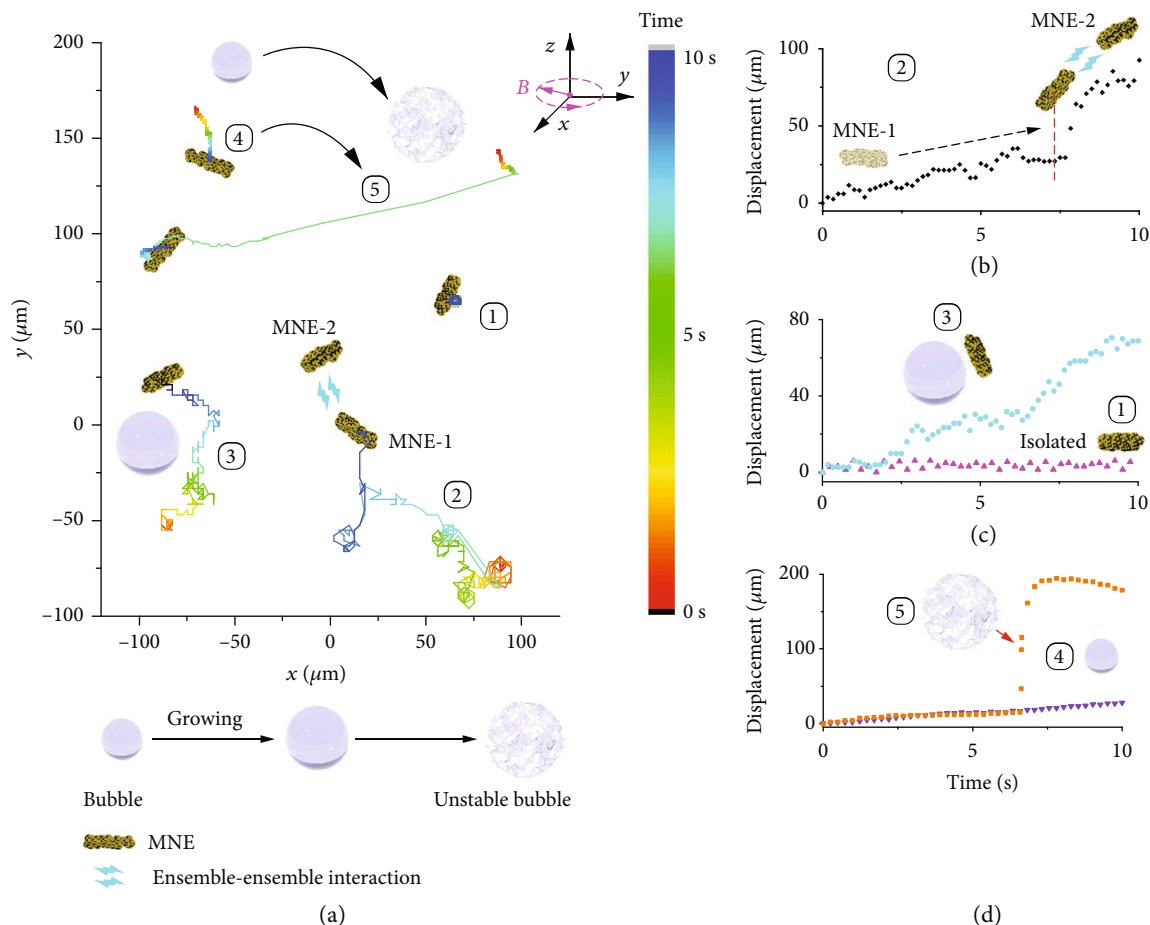 Time
200
150
100
50
0
−50
−100
y (μm)
−100
−50
0
50
100
x (μm)
z
y
x
B
4
5
1
MNE-2
MNE-1
3
2
10 s
5 s
0 s
Growing
Bubble
Unstable bubble
MNE
Ensemble-ensemble interaction
(a)
MNE-2
2
MNE-1
Displacement (μm)
100
50
0
0
5
10
(b)
3
1
Isolated
Displacement (μm)
80
40
0
0
5
10
(c)
5
4
Displacement (μm)
200
100
0
0
5
10
Time (s)
(d)